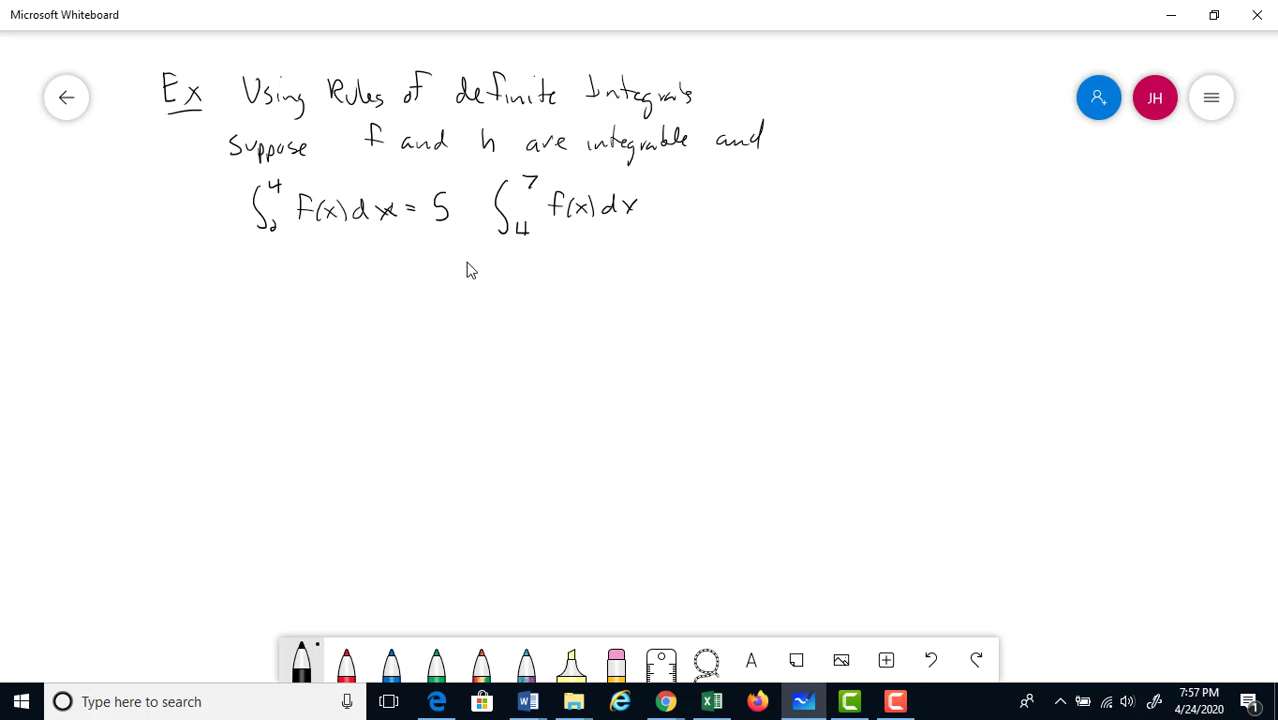 Microsoft Whiteboard
Ex Using Rules of definite Integrals
suppose f and h are integrable and
∫₂⁴ f(x)dx = 5 ∫₄⁷ f(x)dx
JH
A
Type here to search
7:57 PM
4/24/2020
1